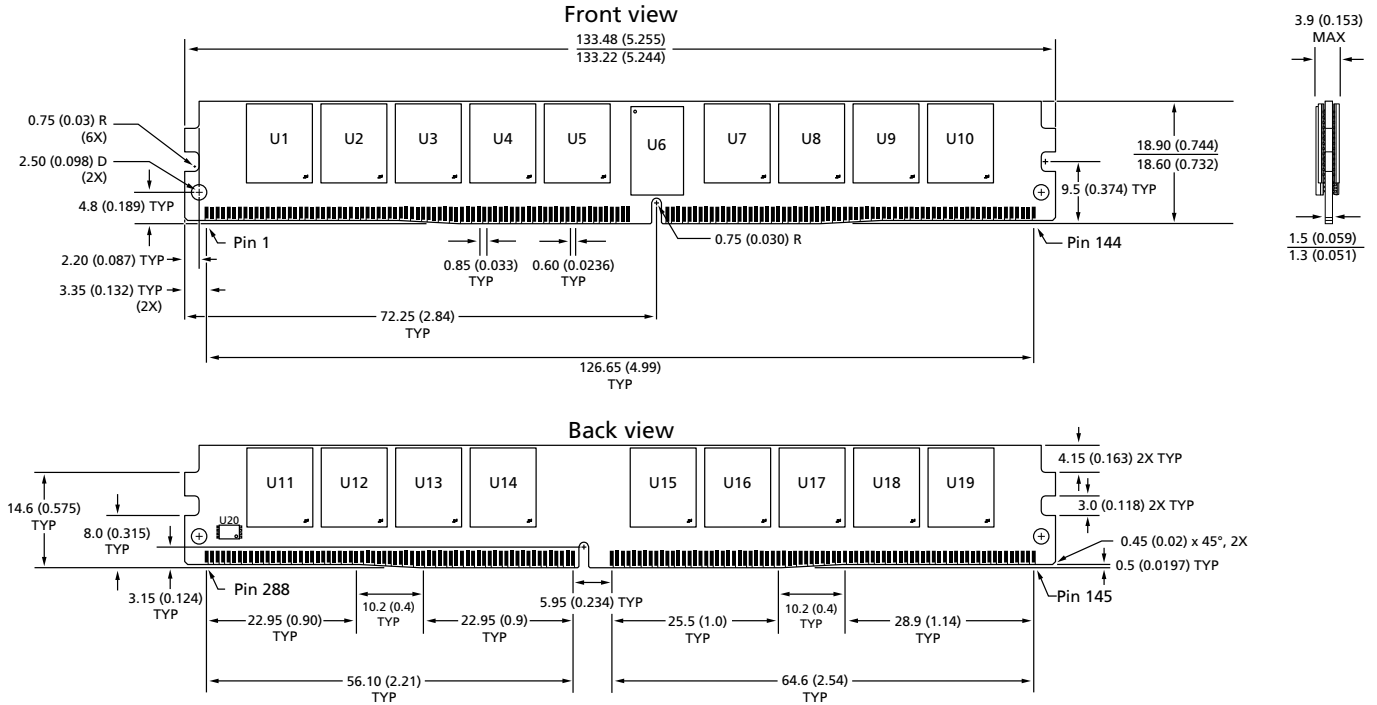 Front view
133.48 (5.255)
133.22 (5.244)
3.9 (0.153)
MAX
0.75 (0.03) R
(6X)
2.50 (0.098) D
(2X)
4.8 (0.189) TYP
U1
U2
U3
U4
U5
U6
U7
U8
U9
U10
18.90 (0.744)
18.60 (0.732)
9.5 (0.374) TYP
Pin 1
0.75 (0.030) R
Pin 144
2.20 (0.087) TYP
0.85 (0.033)
TYP
0.60 (0.0236)
TYP
1.5 (0.059)
1.3 (0.051)
3.35 (0.132) TYP
(2X)
72.25 (2.84)
TYP
126.65 (4.99)
TYP
Back view
U11
U12
U13
U14
U15
U16
U17
U18
U19
U20
4.15 (0.163) 2X TYP
3.0 (0.118) 2X TYP
14.6 (0.575)
TYP
8.0 (0.315)
TYP
0.45 (0.02) x 45°, 2X
0.5 (0.0197) TYP
3.15 (0.124)
TYP
Pin 288
5.95 (0.234) TYP
Pin 145
22.95 (0.90)
TYP
10.2 (0.4)
TYP
22.95 (0.9)
TYP
25.5 (1.0)
TYP
10.2 (0.4)
TYP
28.9 (1.14)
TYP
56.10 (2.21)
TYP
64.6 (2.54)
TYP